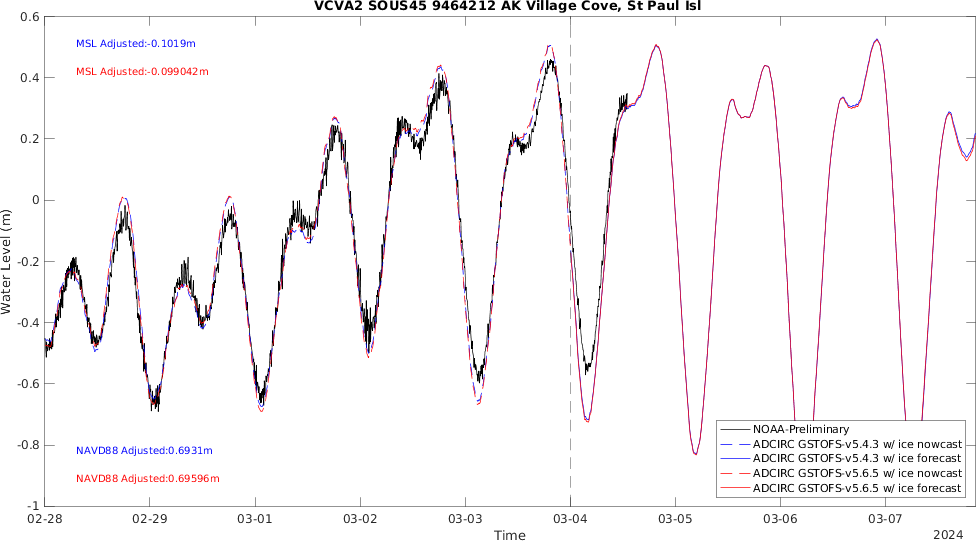 VCVA2 SOUS45 9464212 AK Village Cove, St Paul Isl
MSL Adjusted:-0.1019m
MSL Adjusted:-0.099042m
NAVD88 Adjusted:0.6931m
NAVD88 Adjusted:0.69596m
Water Level (m)
0.6
0.4
0.2
0
-0.2
-0.4
-0.6
-0.8
-1
NOAA-Preliminary
ADCIRC GSTOFS-v5.4.3 w/ ice nowcast
ADCIRC GSTOFS-v5.4.3 w/ ice forecast
ADCIRC GSTOFS-v5.6.5 w/ ice nowcast
ADCIRC GSTOFS-v5.6.5 w/ ice forecast
02-28 02-29 03-01 03-02 03-03 03-04 03-05 03-06 03-07
Time
2024